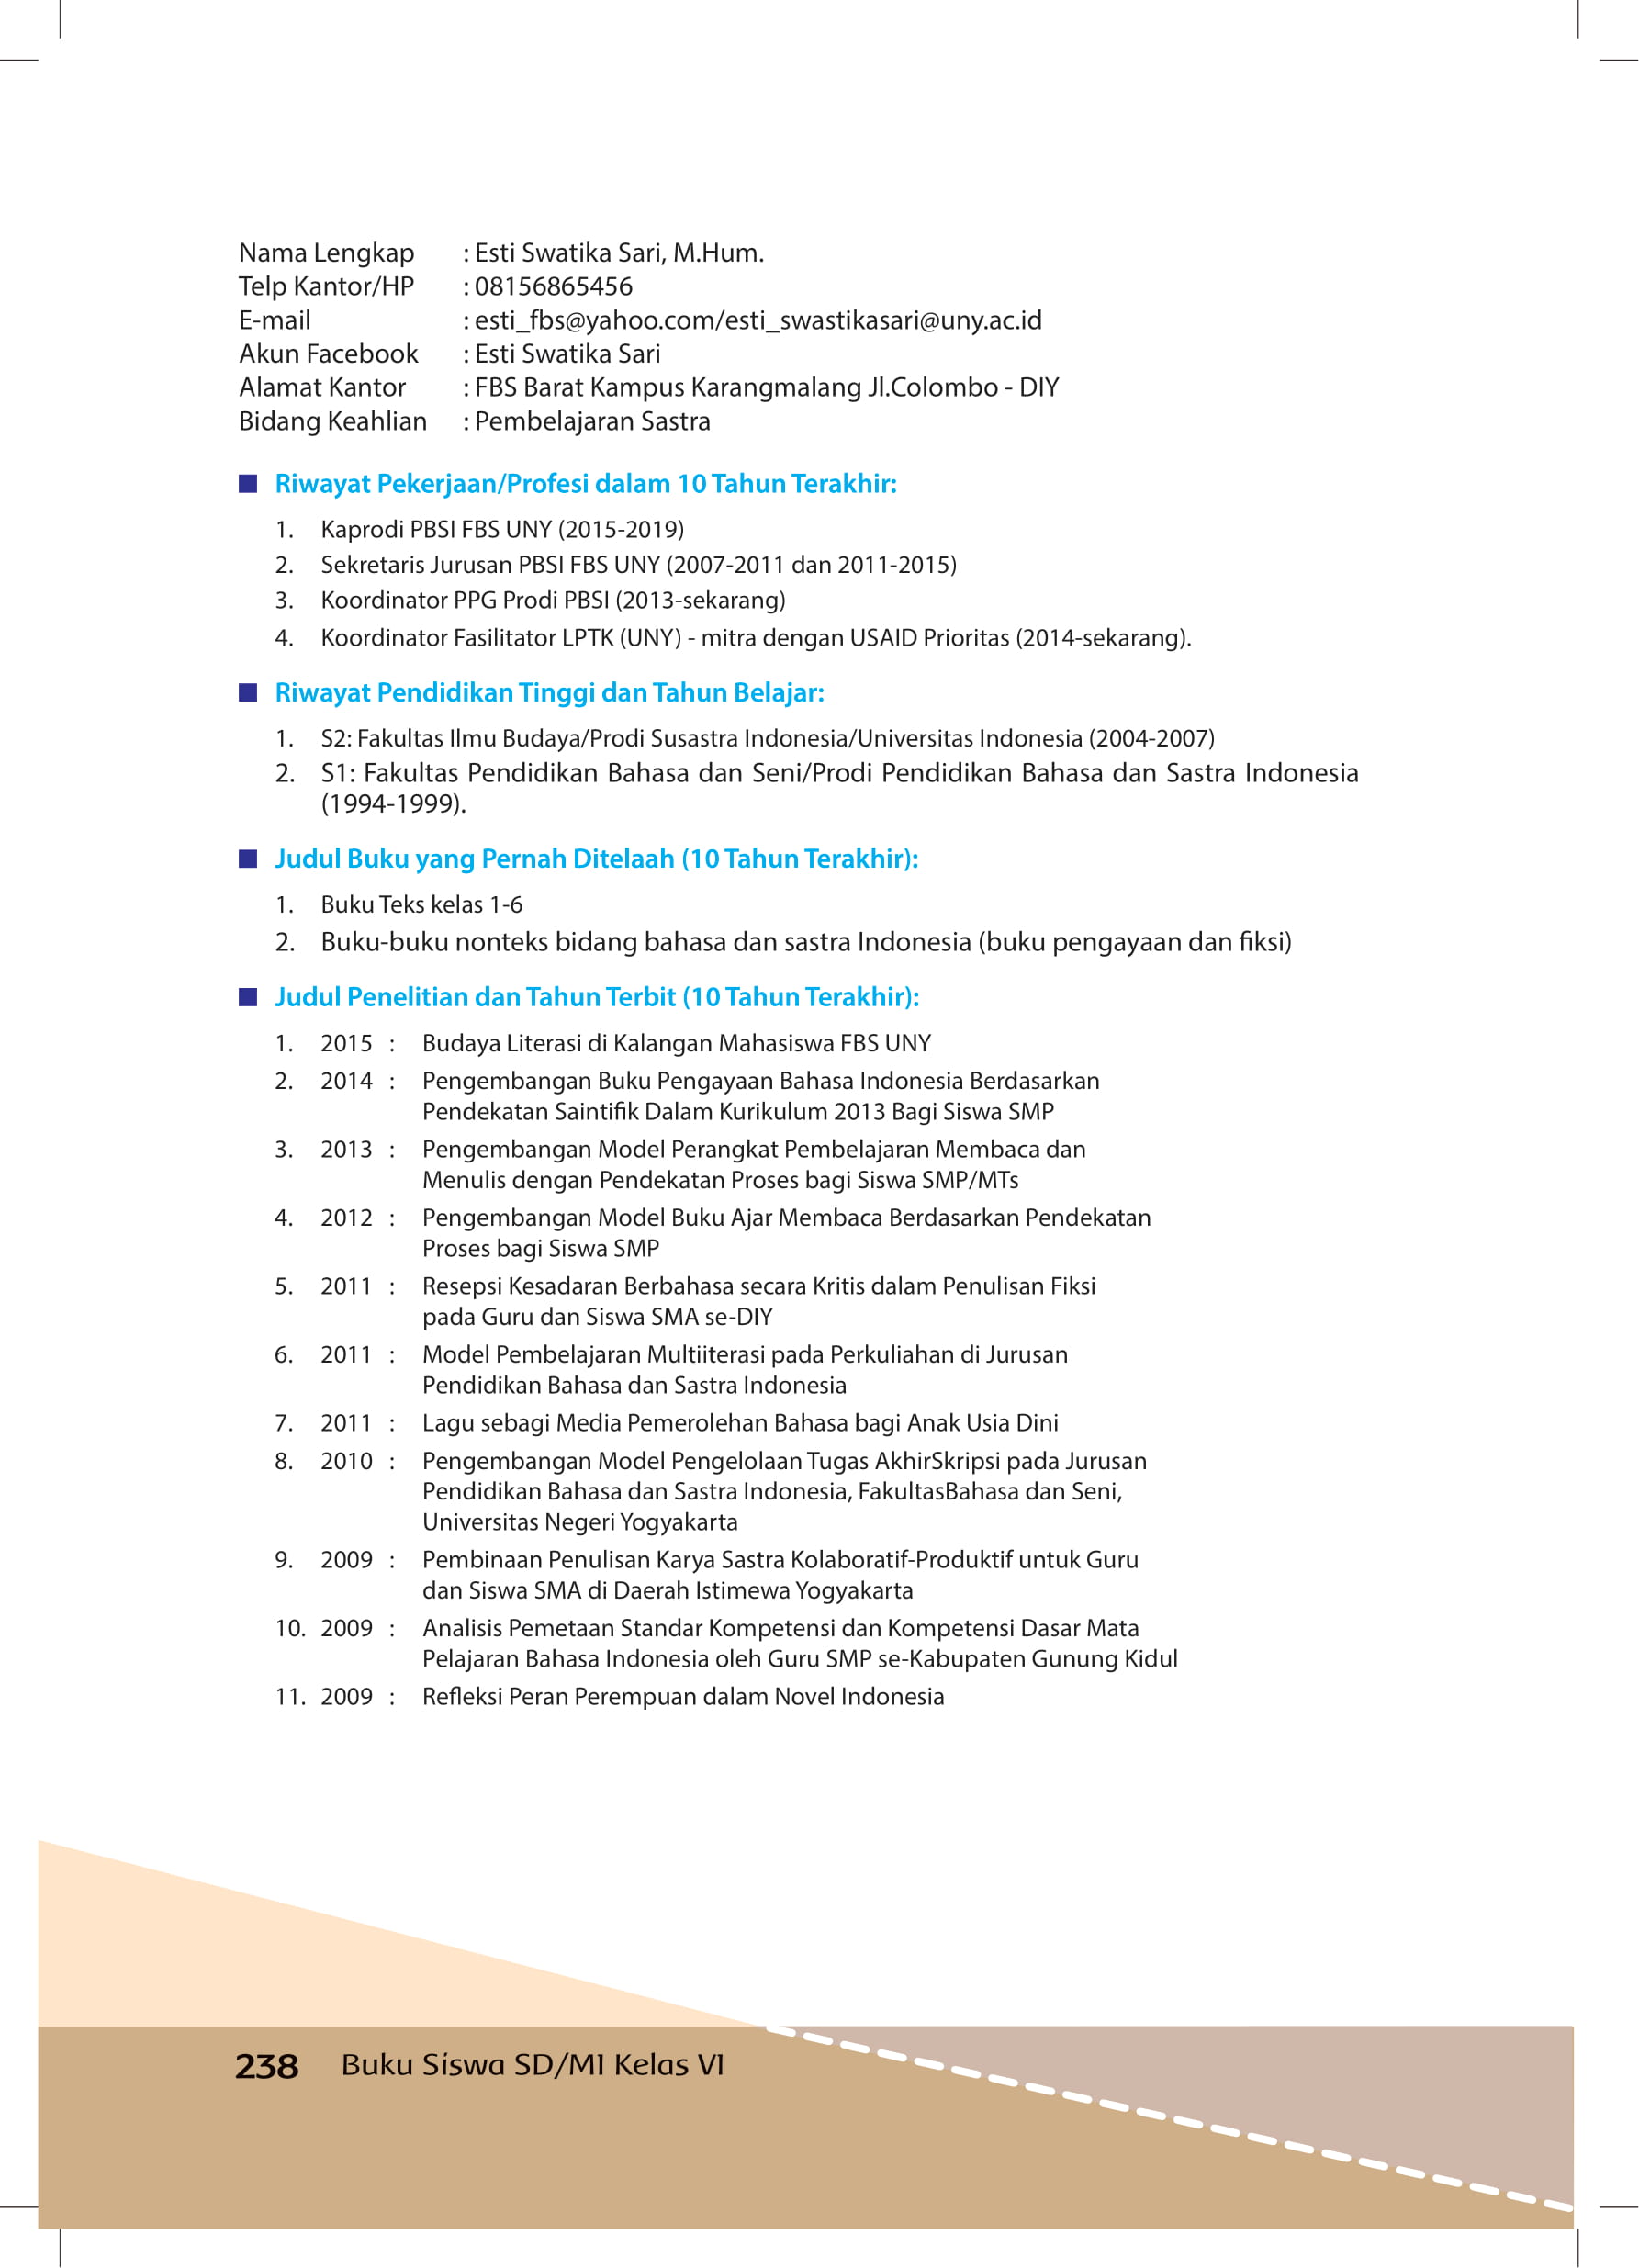 Nama Lengkap : Esti Swatika Sari, M.Hum.
Telp Kantor/HP : 08156865456
E-mail : esti_fbs@yahoo.com/esti_swastikasari@uny.ac.id
Akun Facebook : Esti Swatika Sari
Alamat Kantor : FBS Barat Kampus Karangmalang Jl.Colombo - DIY
Bidang Keahlian : Pembelajaran Sastra
Riwayat Pekerjaan/Profesi dalam 10 Tahun Terakhir:
1. Kaprodi PBSI FBS UNY (2015-2019)
2. Sekretaris Jurusan PBSI FBS UNY (2007-2011 dan 2011-2015)
3. Koordinator PPG Prodi PBSI (2013-sekarang)
4. Koordinator Fasilitator LPTK (UNY) - mitra dengan USAID Prioritas (2014-sekarang).
Riwayat Pendidikan Tinggi dan Tahun Belajar:
1. S2: Fakultas Ilmu Budaya/Prodi Susastra Indonesia/Universitas Indonesia (2004-2007)
2. S1: Fakultas Pendidikan Bahasa dan Seni/Prodi Pendidikan Bahasa dan Sastra Indonesia
(1994-1999).
Judul Buku yang Pernah Ditelaah (10 Tahun Terakhir):
1. Buku Teks kelas 1-6
2. Buku-buku nonteks bidang bahasa dan sastra Indonesia (buku pengayaan dan fiksi)
Judul Penelitian dan Tahun Terbit (10 Tahun Terakhir):
1. 2015 : Budaya Literasi di Kalangan Mahasiswa FBS UNY
2. 2014 : Pengembangan Buku Pengayaan Bahasa Indonesia Berdasarkan
Pendekatan Saintifik Dalam Kurikulum 2013 Bagi Siswa SMP
3. 2013 : Pengembangan Model Perangkat Pembelajaran Membaca dan
Menulis dengan Pendekatan Proses bagi Siswa SMP/MTs
4. 2012 : Pengembangan Model Buku Ajar Membaca Berdasarkan Pendekatan
Proses bagi Siswa SMP
5. 2011 : Resepsi Kesadaran Berbahasa secara Kritis dalam Penulisan Fiksi
pada Guru dan Siswa SMA se-DIY
6. 2011 : Model Pembelajaran Multiiterasi pada Perkuliahan di Jurusan
Pendidikan Bahasa dan Sastra Indonesia
7. 2011 : Lagu sebagi Media Pemerolehan Bahasa bagi Anak Usia Dini
8. 2010 : Pengembangan Model Pengelolaan Tugas AkhirSkripsi pada Jurusan
Pendidikan Bahasa dan Sastra Indonesia, FakultasBahasa dan Seni,
Universitas Negeri Yogyakarta
9. 2009 : Pembinaan Penulisan Karya Sastra Kolaboratif-Produktif untuk Guru
dan Siswa SMA di Daerah Istimewa Yogyakarta
10. 2009 : Analisis Pemetaan Standar Kompetensi dan Kompetensi Dasar Mata
Pelajaran Bahasa Indonesia oleh Guru SMP se-Kabupaten Gunung Kidul
11. 2009 : Refleksi Peran Perempuan dalam Novel Indonesia
238 Buku Siswa SD/MI Kelas VI